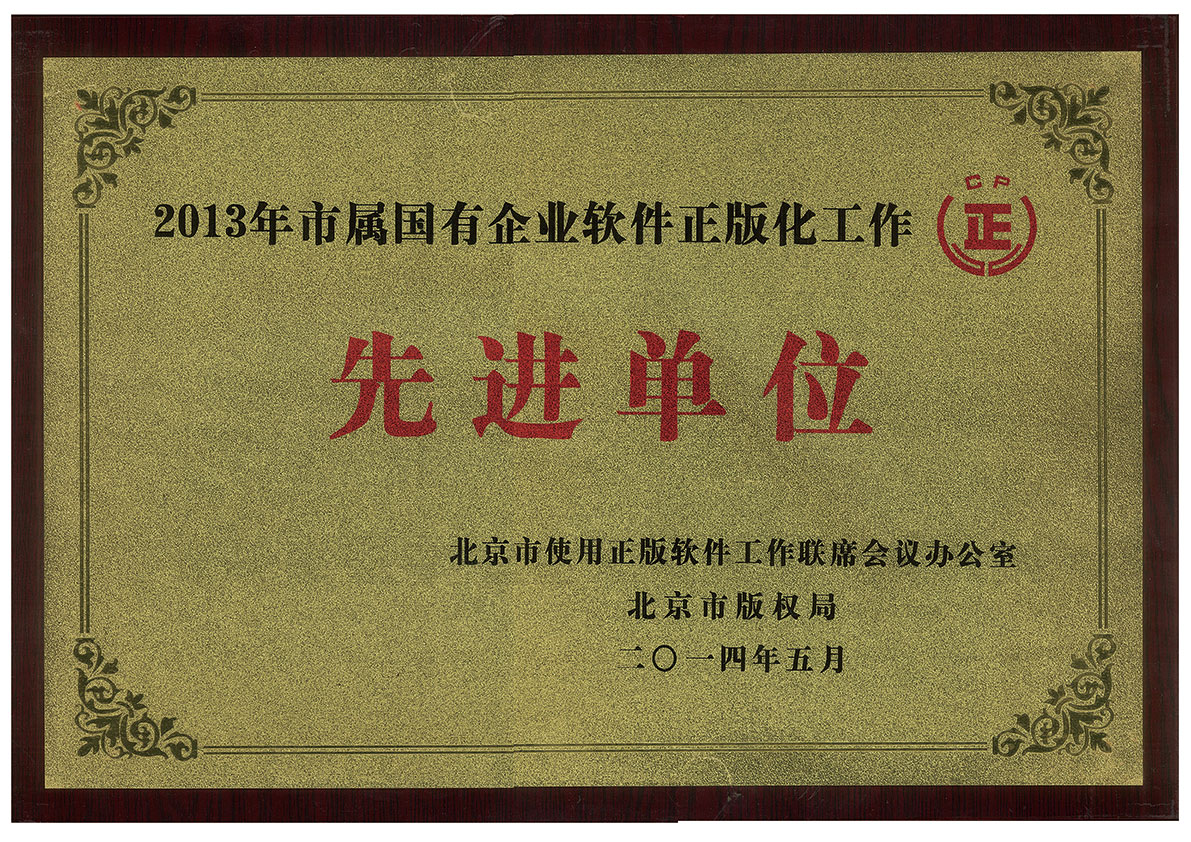 CP
2013年市属国有企业软件正版化工作 正
先进单位
北京市使用正版软件工作联席会议办公室
北京市版权局
二〇一四年五月